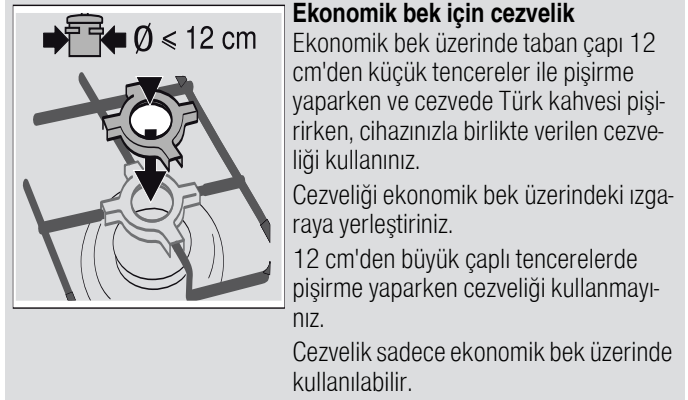 Ø < 12 cm
Ekonomik bek için cezvelik
Ekonomik bek üzerinde taban çapı 12
cm'den küçük tencereler ile pişirme
yaparken ve cezvede Türk kahvesi pişi-
rirken, cihazınızla birlikte verilen cezve-
liği kullanınız.
Cezveliği ekonomik bek üzerindeki ızga-
raya yerleştiriniz.
12 cm'den büyük çaplı tencerelerde
pişirme yaparken cezveliği kullanmayı-
nız.
Cezvelik sadece ekonomik bek üzerinde
kullanılabilir.